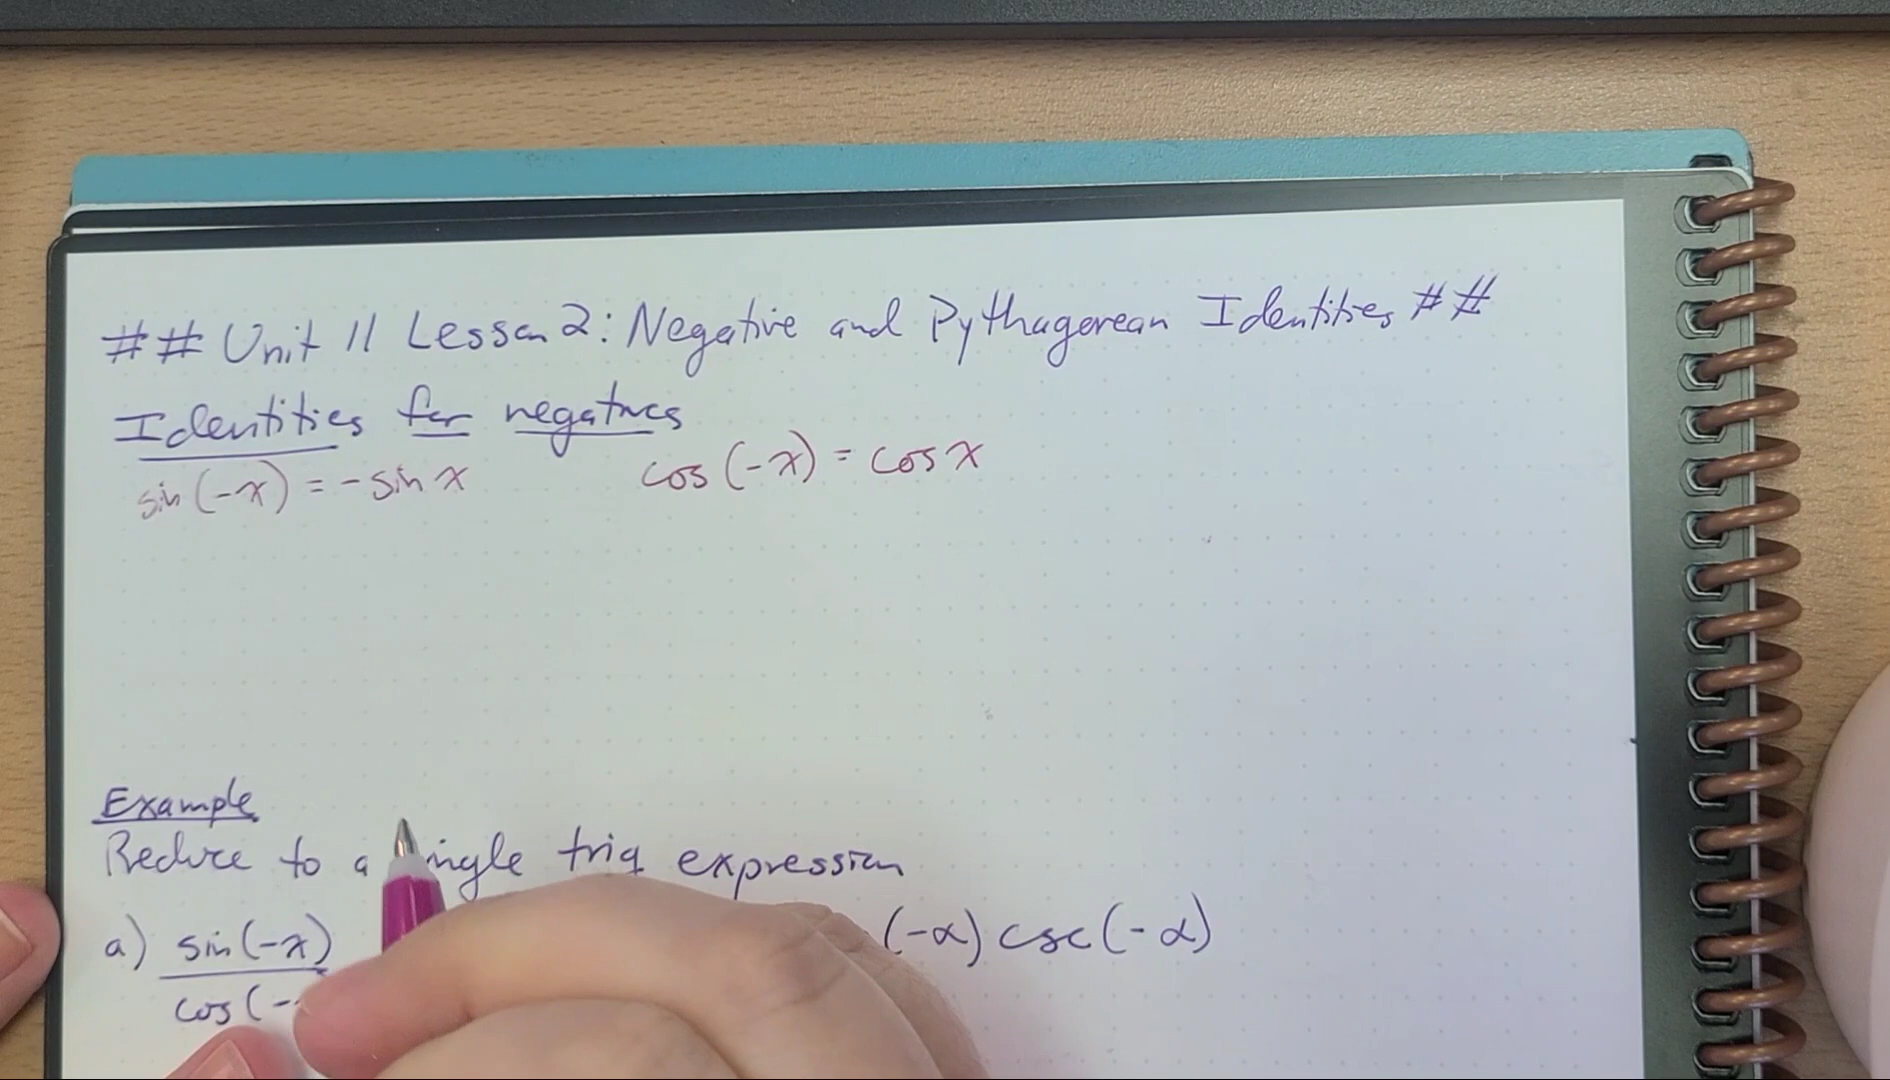 ## Unit 11 Lesson 2: Negative and Pythagorean Identities ##
Identities for negatives
sin(-x) = -sin x cos(-x) = cos x
Example
Reduce to a single trig expression
a) sin(-x)
cos(-
(-α) csc(-α)